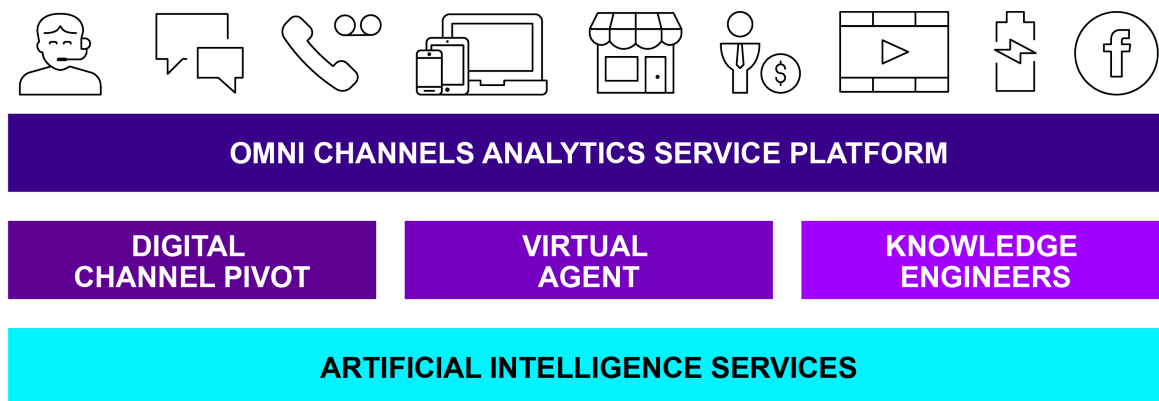 OMNI CHANNELS ANALYTICS SERVICE PLATFORM
DIGITAL
CHANNEL PIVOT
VIRTUAL
AGENT
KNOWLEDGE
ENGINEERS
ARTIFICIAL INTELLIGENCE SERVICES